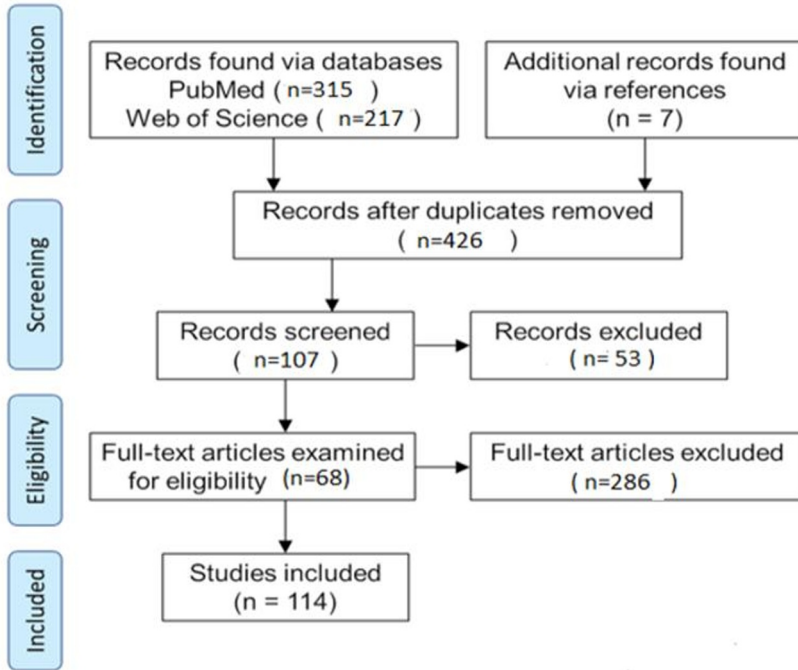 Identification
Records found via databases
PubMed ( n=315 )
Web of Science ( n=217 )
Additional records found
via references
(n = 7)
Screening
Records after duplicates removed
( n=426 )
Records screened
( n=107 )
Records excluded
( n= 53 )
Eligibility
Full-text articles examined
for eligibility (n=68)
Full-text articles excluded
( n=286 )
Included
Studies included
(n = 114)